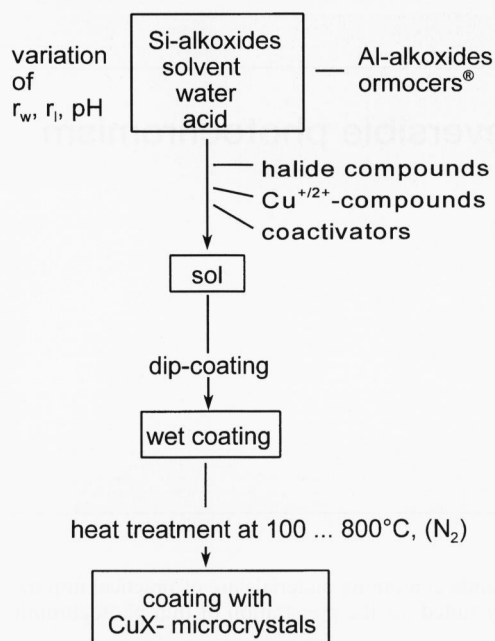 variation
of
r_w, r_l, pH
Si-alkoxides
solvent
water
acid
Al-alkoxides
ormocers®
halide compounds
Cu⁺/²⁺-compounds
coactivators
sol
dip-coating
wet coating
heat treatment at 100 ... 800°C, (N₂)
coating with
CuX- microcrystals